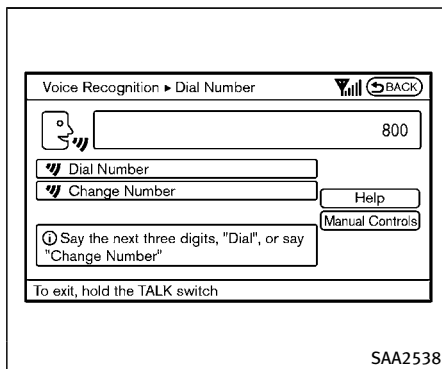 Voice Recognition ▸ Dial Number BACK
800
Dial Number
Change Number
Help
Manual Controls
Say the next three digits, "Dial", or say
"Change Number"
To exit, hold the TALK switch
SAA2538